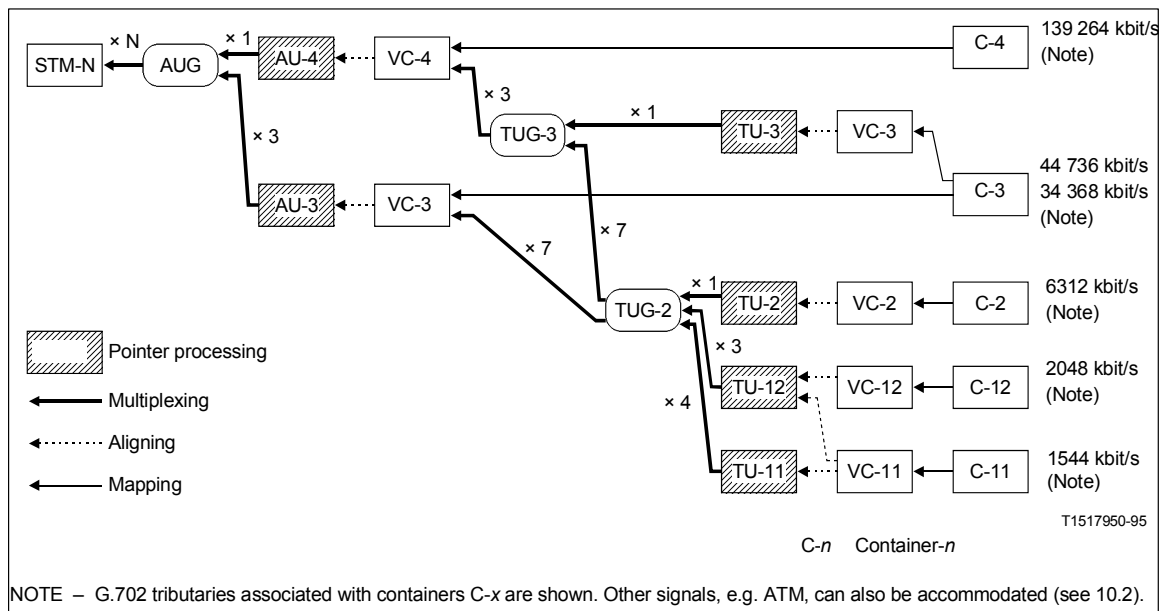 × N
× 1
STM-N
AUG
AU-4
VC-4
C-4
139 264 kbit/s
(Note)
× 3
× 3
TUG-3
× 1
TU-3
VC-3
AU-3
VC-3
C-3
44 736 kbit/s
34 368 kbit/s
(Note)
× 7
× 7
TUG-2
× 1
TU-2
VC-2
C-2
6312 kbit/s
(Note)
Pointer processing
× 3
TU-12
VC-12
C-12
2048 kbit/s
(Note)
Multiplexing
× 4
Aligning
TU-11
VC-11
C-11
1544 kbit/s
(Note)
Mapping
T1517950-95
C-n Container-n
NOTE – G.702 tributaries associated with containers C-x are shown. Other signals, e.g. ATM, can also be accommodated (see 10.2).